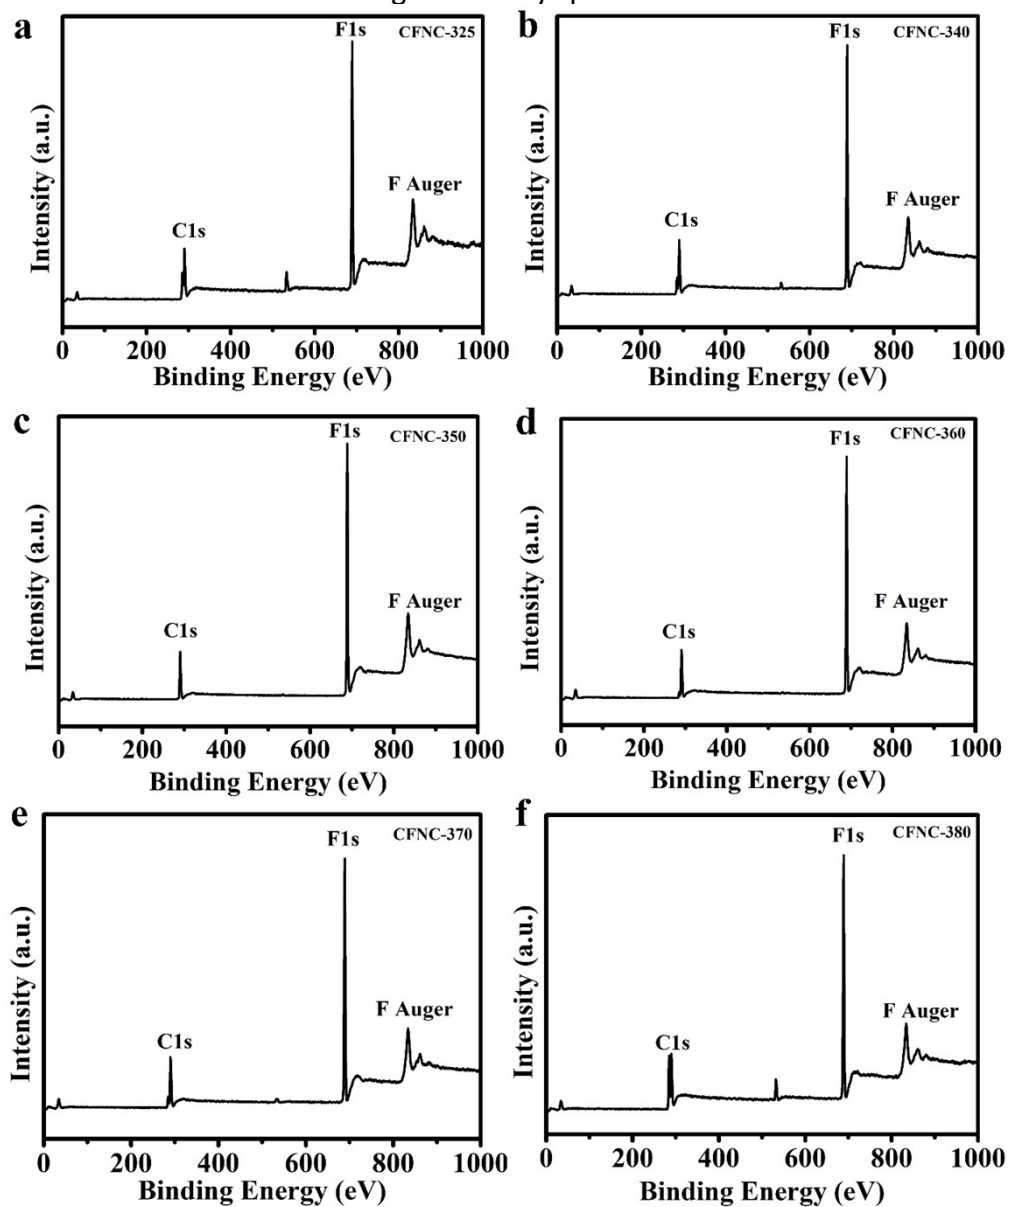 a
F1s
CFNC-325
F Auger
C1s
Intensity (a.u.)
0 200 400 600 800 1000
Binding Energy (eV)
b
F1s
CFNC-340
F Auger
C1s
Intensity (a.u.)
0 200 400 600 800 1000
Binding Energy (eV)
c
F1s
CFNC-350
F Auger
C1s
Intensity (a.u.)
0 200 400 600 800 1000
Binding Energy (eV)
d
F1s
CFNC-360
F Auger
C1s
Intensity (a.u.)
0 200 400 600 800 1000
Binding Energy (eV)
e
F1s
CFNC-370
F Auger
C1s
Intensity (a.u.)
0 200 400 600 800 1000
Binding Energy (eV)
f
F1s
CFNC-380
F Auger
C1s
Intensity (a.u.)
0 200 400 600 800 1000
Binding Energy (eV)